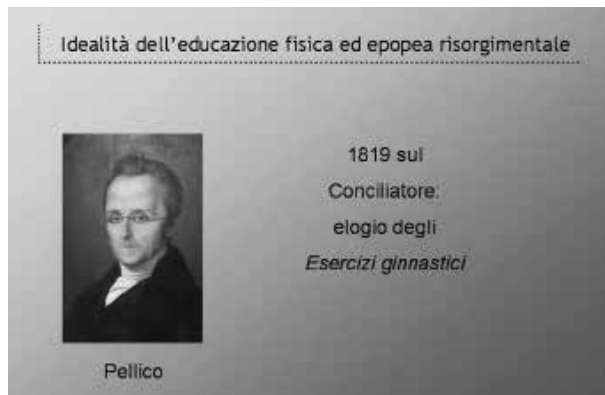 Idealità dell'educazione fisica ed epopea risorgimentale
1819 sul
Conciliatore:
elogio degli
Esercizi ginnastici
Pellico